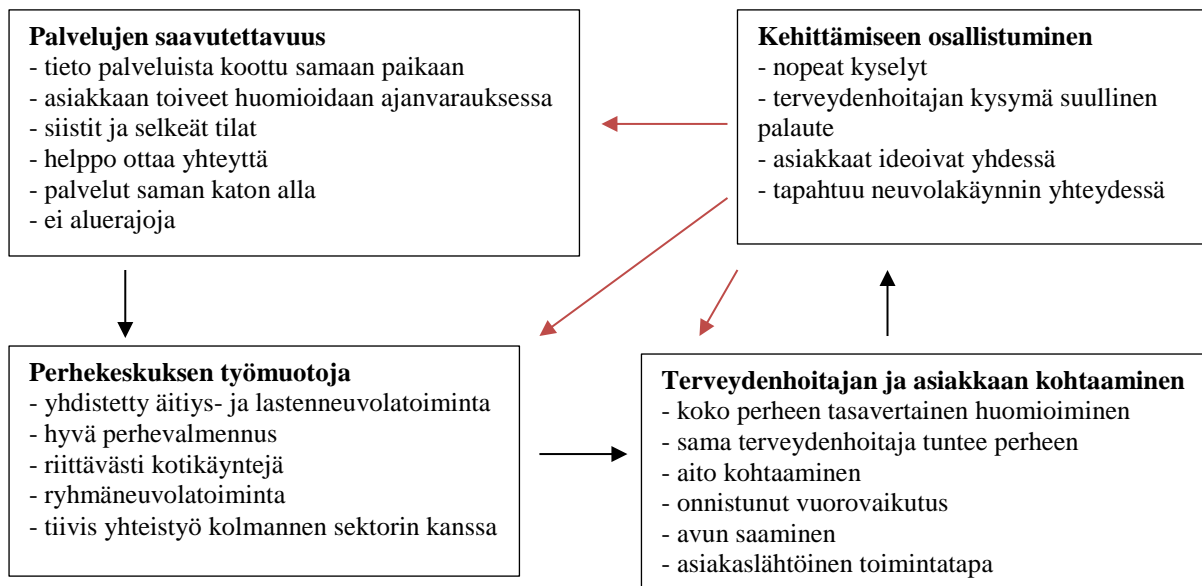 Palvelujen saavutettavuus
- tieto palveluista koottu samaan paikaan
- asiakkaan toiveet huomioidaan ajanvarauksessa
- siistit ja selkeät tilat
- helppo ottaa yhteyttä
- palvelut saman katon alla
- ei aluerajoja
Kehittämiseen osallistuminen
- nopeat kyselyt
- terveydenhoitajan kysymä suullinen
palaute
- asiakkaat ideoivat yhdessä
- tapahtuu neuvolakäynnin yhteydessä
Perhekeskuksen työmuotoja
- yhdistetty äitiys- ja lastenneuvolatoiminta
- hyvä perhevalmennus
- riittävästi kotikäyntejä
- ryhmäneuvolatoiminta
- tiivis yhteistyö kolmannen sektorin kanssa
Terveydenhoitajan ja asiakkaan kohtaaminen
- koko perheen tasavertainen huomioiminen
- sama terveydenhoitaja tuntee perheen
- aito kohtaaminen
- onnistunut vuorovaikutus
- avun saaminen
- asiakaslähtöinen toimintatapa